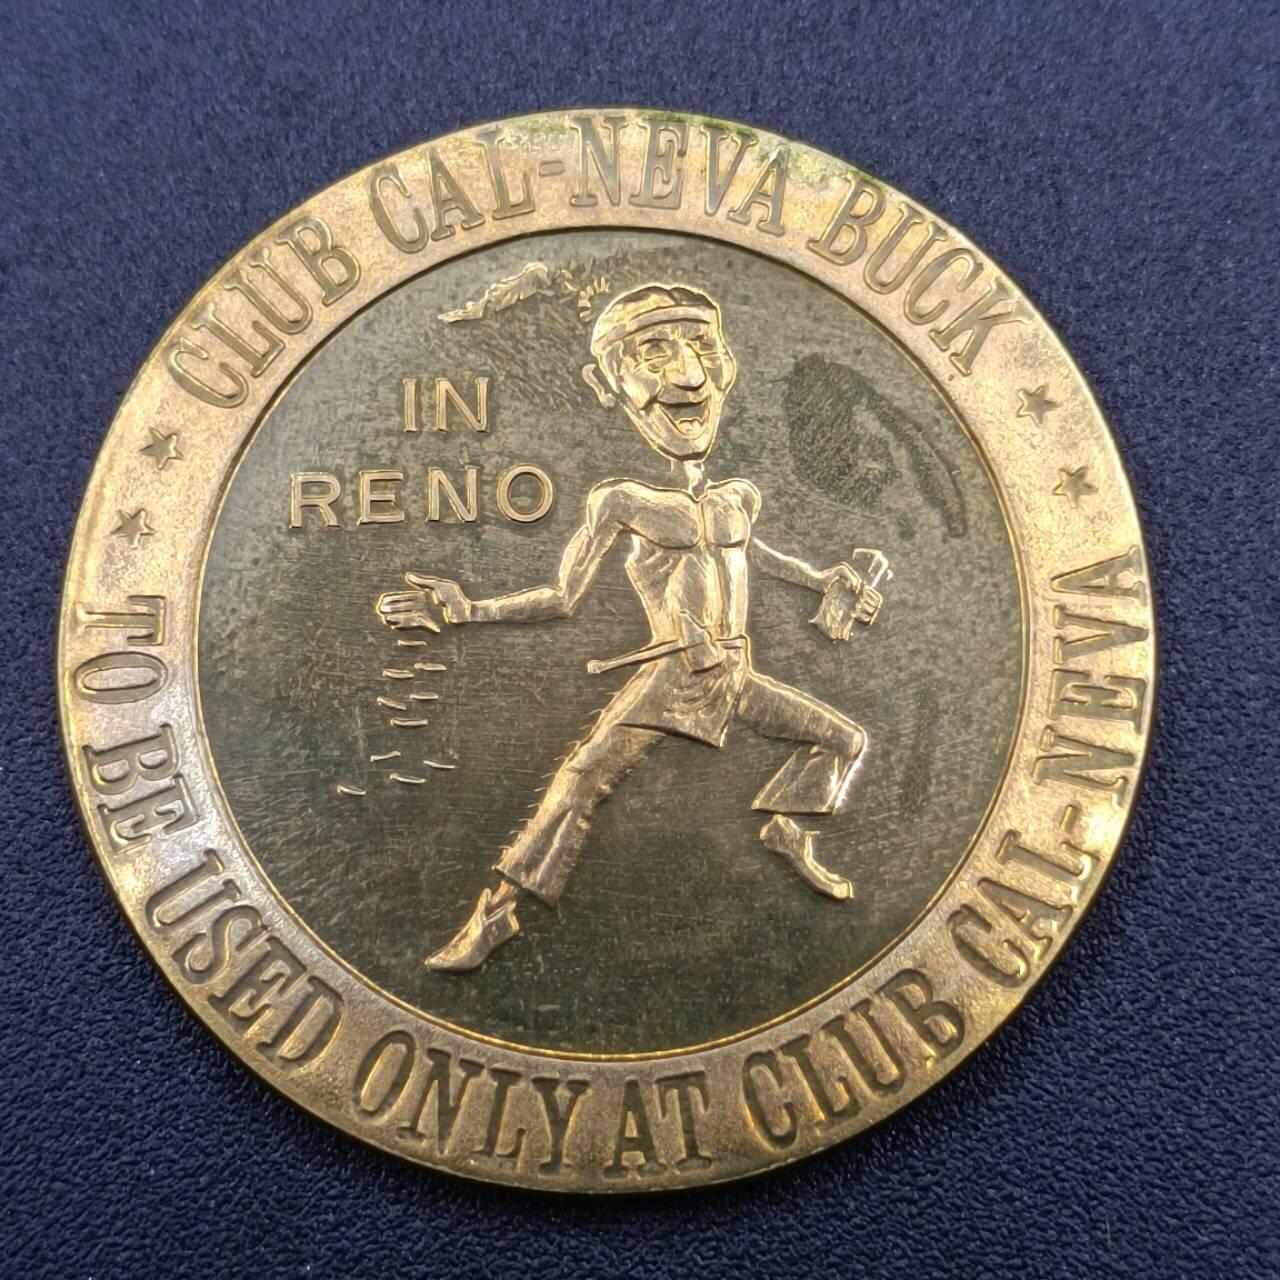 CLUB CAL-NEVA BUCK
IN
RENO
TO BE USED ONLY AT CLUB CAL-NEVA